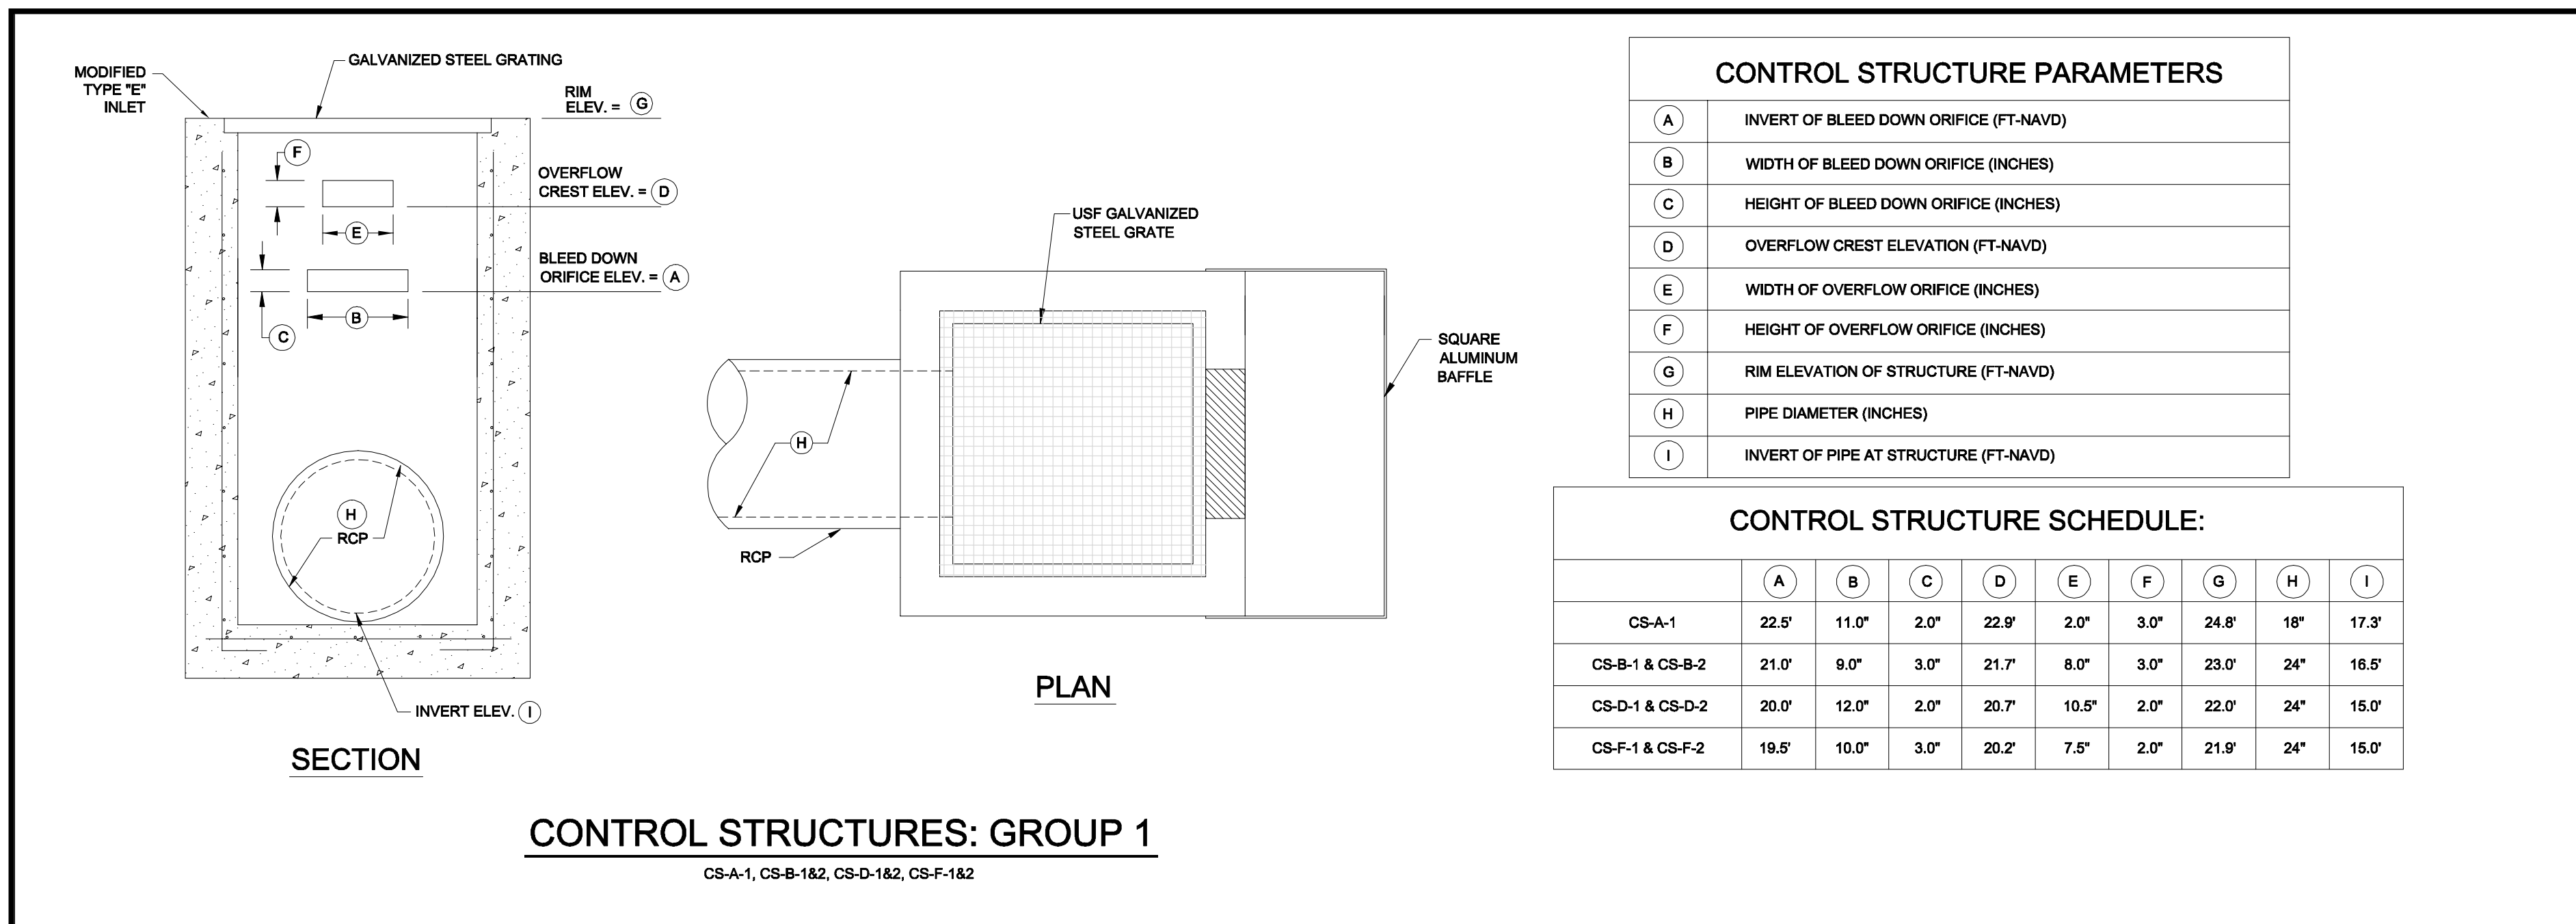 MODIFIED
TYPE "E"
INLET
GALVANIZED STEEL GRATING
RIM
ELEV. = G
F
OVERFLOW
CREST ELEV. = D
E
BLEED DOWN
ORIFICE ELEV. = A
B
C
H
RCP
INVERT ELEV. I
SECTION
USF GALVANIZED
STEEL GRATE
H
RCP
SQUARE
ALUMINUM
BAFFLE
PLAN
CONTROL STRUCTURES: GROUP 1
CS-A-1, CS-B-1&2, CS-D-1&2, CS-F-1&2
CONTROL STRUCTURE PARAMETERS
A INVERT OF BLEED DOWN ORIFICE (FT-NAVD)
B WIDTH OF BLEED DOWN ORIFICE (INCHES)
C HEIGHT OF BLEED DOWN ORIFICE (INCHES)
D OVERFLOW CREST ELEVATION (FT-NAVD)
E WIDTH OF OVERFLOW ORIFICE (INCHES)
F HEIGHT OF OVERFLOW ORIFICE (INCHES)
G RIM ELEVATION OF STRUCTURE (FT-NAVD)
H PIPE DIAMETER (INCHES)
I INVERT OF PIPE AT STRUCTURE (FT-NAVD)
CONTROL STRUCTURE SCHEDULE:
A B C D E F G H I
CS-A-1 22.5' 11.0" 2.0" 22.9' 2.0" 3.0" 24.8' 18" 17.3'
CS-B-1 & CS-B-2 21.0' 9.0" 3.0" 21.7' 8.0" 3.0" 23.0' 24" 16.5'
CS-D-1 & CS-D-2 20.0' 12.0" 2.0" 20.7' 10.5" 2.0" 22.0' 24" 15.0'
CS-F-1 & CS-F-2 19.5' 10.0" 3.0" 20.2' 7.5" 2.0" 21.9' 24" 15.0'